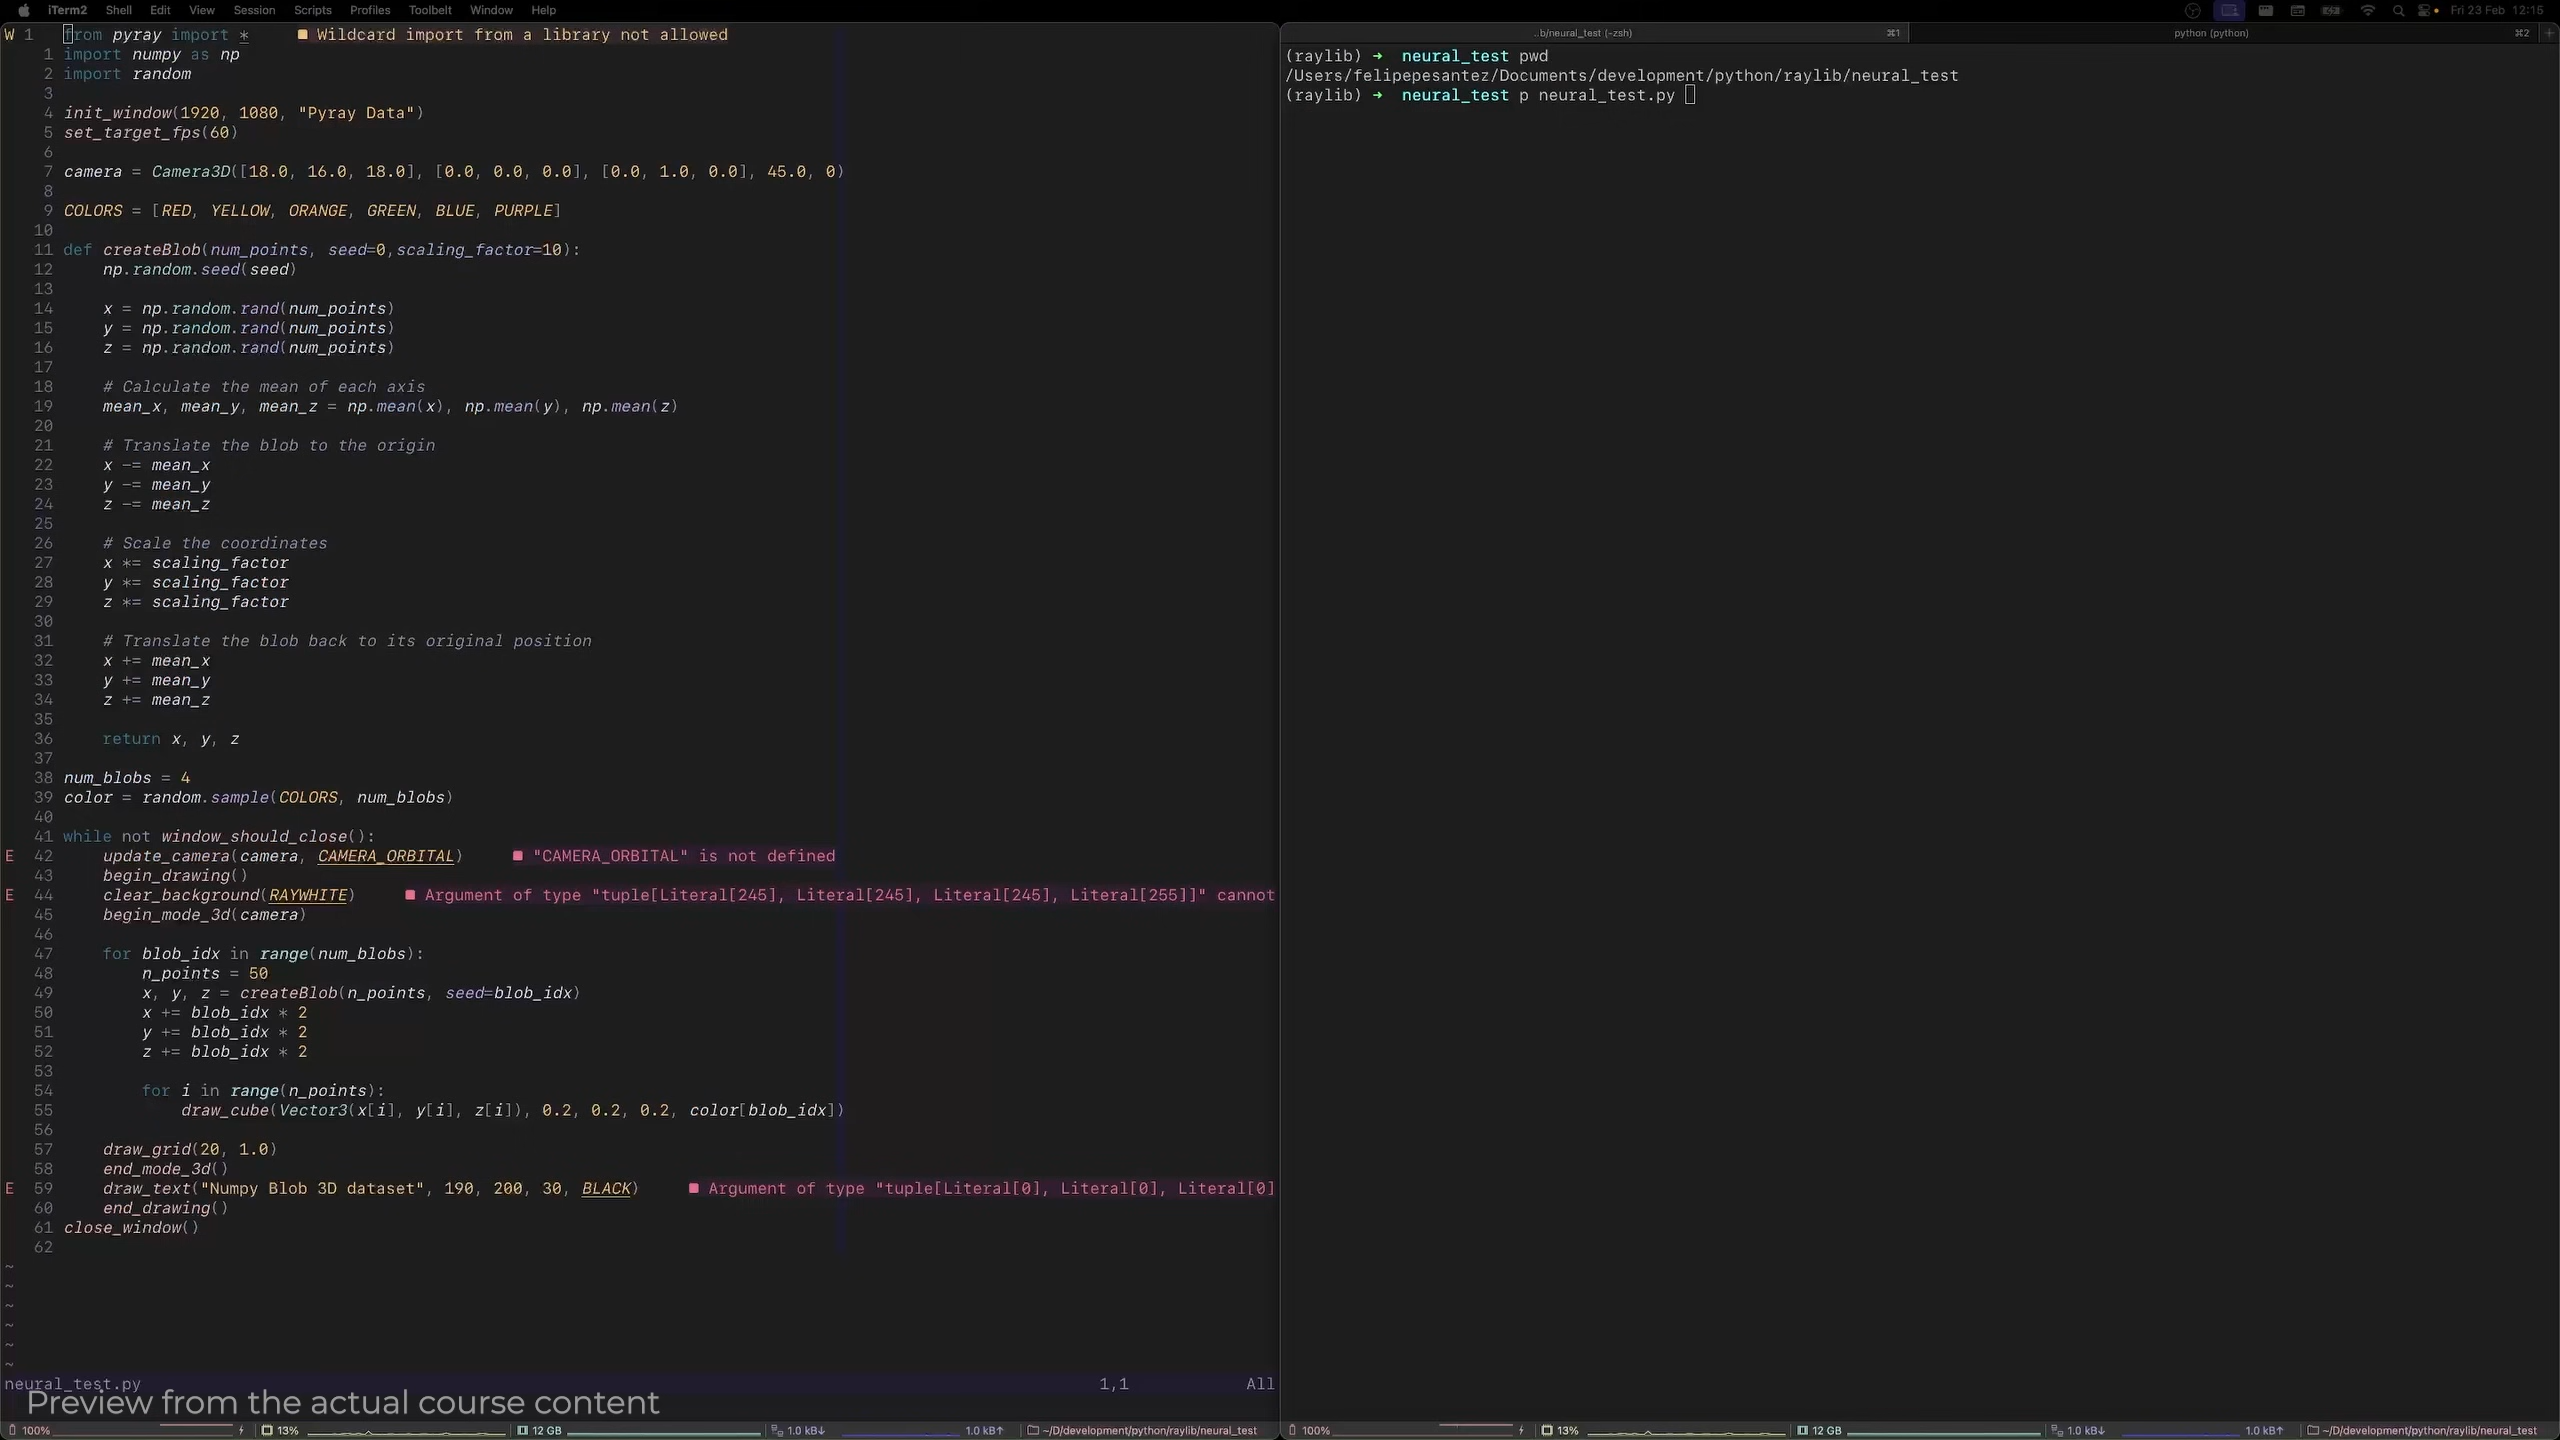 iTerm2 Shell Edit View Session Scripts Profiles Toolbelt Window Help Fri 23 Feb 12:15
W 1 from pyray import * Wildcard import from a library not allowed
1 import numpy as np
2 import random
3
4 init_window(1920, 1080, "Pyray Data")
5 set_target_fps(60)
6
7 camera = Camera3D([18.0, 16.0, 18.0], [0.0, 0.0, 0.0], [0.0, 1.0, 0.0], 45.0, 0)
8
9 COLORS = [RED, YELLOW, ORANGE, GREEN, BLUE, PURPLE]
10
11 def createBlob(num_points, seed=0,scaling_factor=10):
12 np.random.seed(seed)
13
14 x = np.random.rand(num_points)
15 y = np.random.rand(num_points)
16 z = np.random.rand(num_points)
17
18 # Calculate the mean of each axis
19 mean_x, mean_y, mean_z = np.mean(x), np.mean(y), np.mean(z)
20
21 # Translate the blob to the origin
22 x -= mean_x
23 y -= mean_y
24 z -= mean_z
25
26 # Scale the coordinates
27 x *= scaling_factor
28 y *= scaling_factor
29 z *= scaling_factor
30
31 # Translate the blob back to its original position
32 x += mean_x
33 y += mean_y
34 z += mean_z
35
36 return x, y, z
37
38 num_blobs = 4
39 color = random.sample(COLORS, num_blobs)
40
41 while not window_should_close():
E 42 update_camera(camera, CAMERA_ORBITAL) "CAMERA_ORBITAL" is not defined
43 begin_drawing()
E 44 clear_background(RAYWHITE) Argument of type "tuple[Literal[245], Literal[245], Literal[245], Literal[255]]" cannot
45 begin_mode_3d(camera)
46
47 for blob_idx in range(num_blobs):
48 n_points = 50
49 x, y, z = createBlob(n_points, seed=blob_idx)
50 x += blob_idx * 2
51 y += blob_idx * 2
52 z += blob_idx * 2
53
54 for i in range(n_points):
55 draw_cube(Vector3(x[i], y[i], z[i]), 0.2, 0.2, 0.2, color[blob_idx])
56
57 draw_grid(20, 1.0)
58 end_mode_3d()
E 59 draw_text("Numpy Blob 3D dataset", 190, 200, 30, BLACK) Argument of type "tuple[Literal[0], Literal[0], Literal[0]
60 end_drawing()
61 close_window()
62
~
~
~
~
~
~
neural_test.py 1,1 All
Preview from the actual course content
100% 13% 12 GB 1.0 kB↓ 1.0 kB↑ ~/D/development/python/raylib/neural_test
..b/neural_test (-zsh) ⌘1 python (python) ⌘2 +
(raylib) ➜ neural_test pwd
/Users/felipepesantez/Documents/development/python/raylib/neural_test
(raylib) ➜ neural_test p neural_test.py
100% 13% 12 GB 1.0 kB↓ 1.0 kB↑ ~/D/development/python/raylib/neural_test